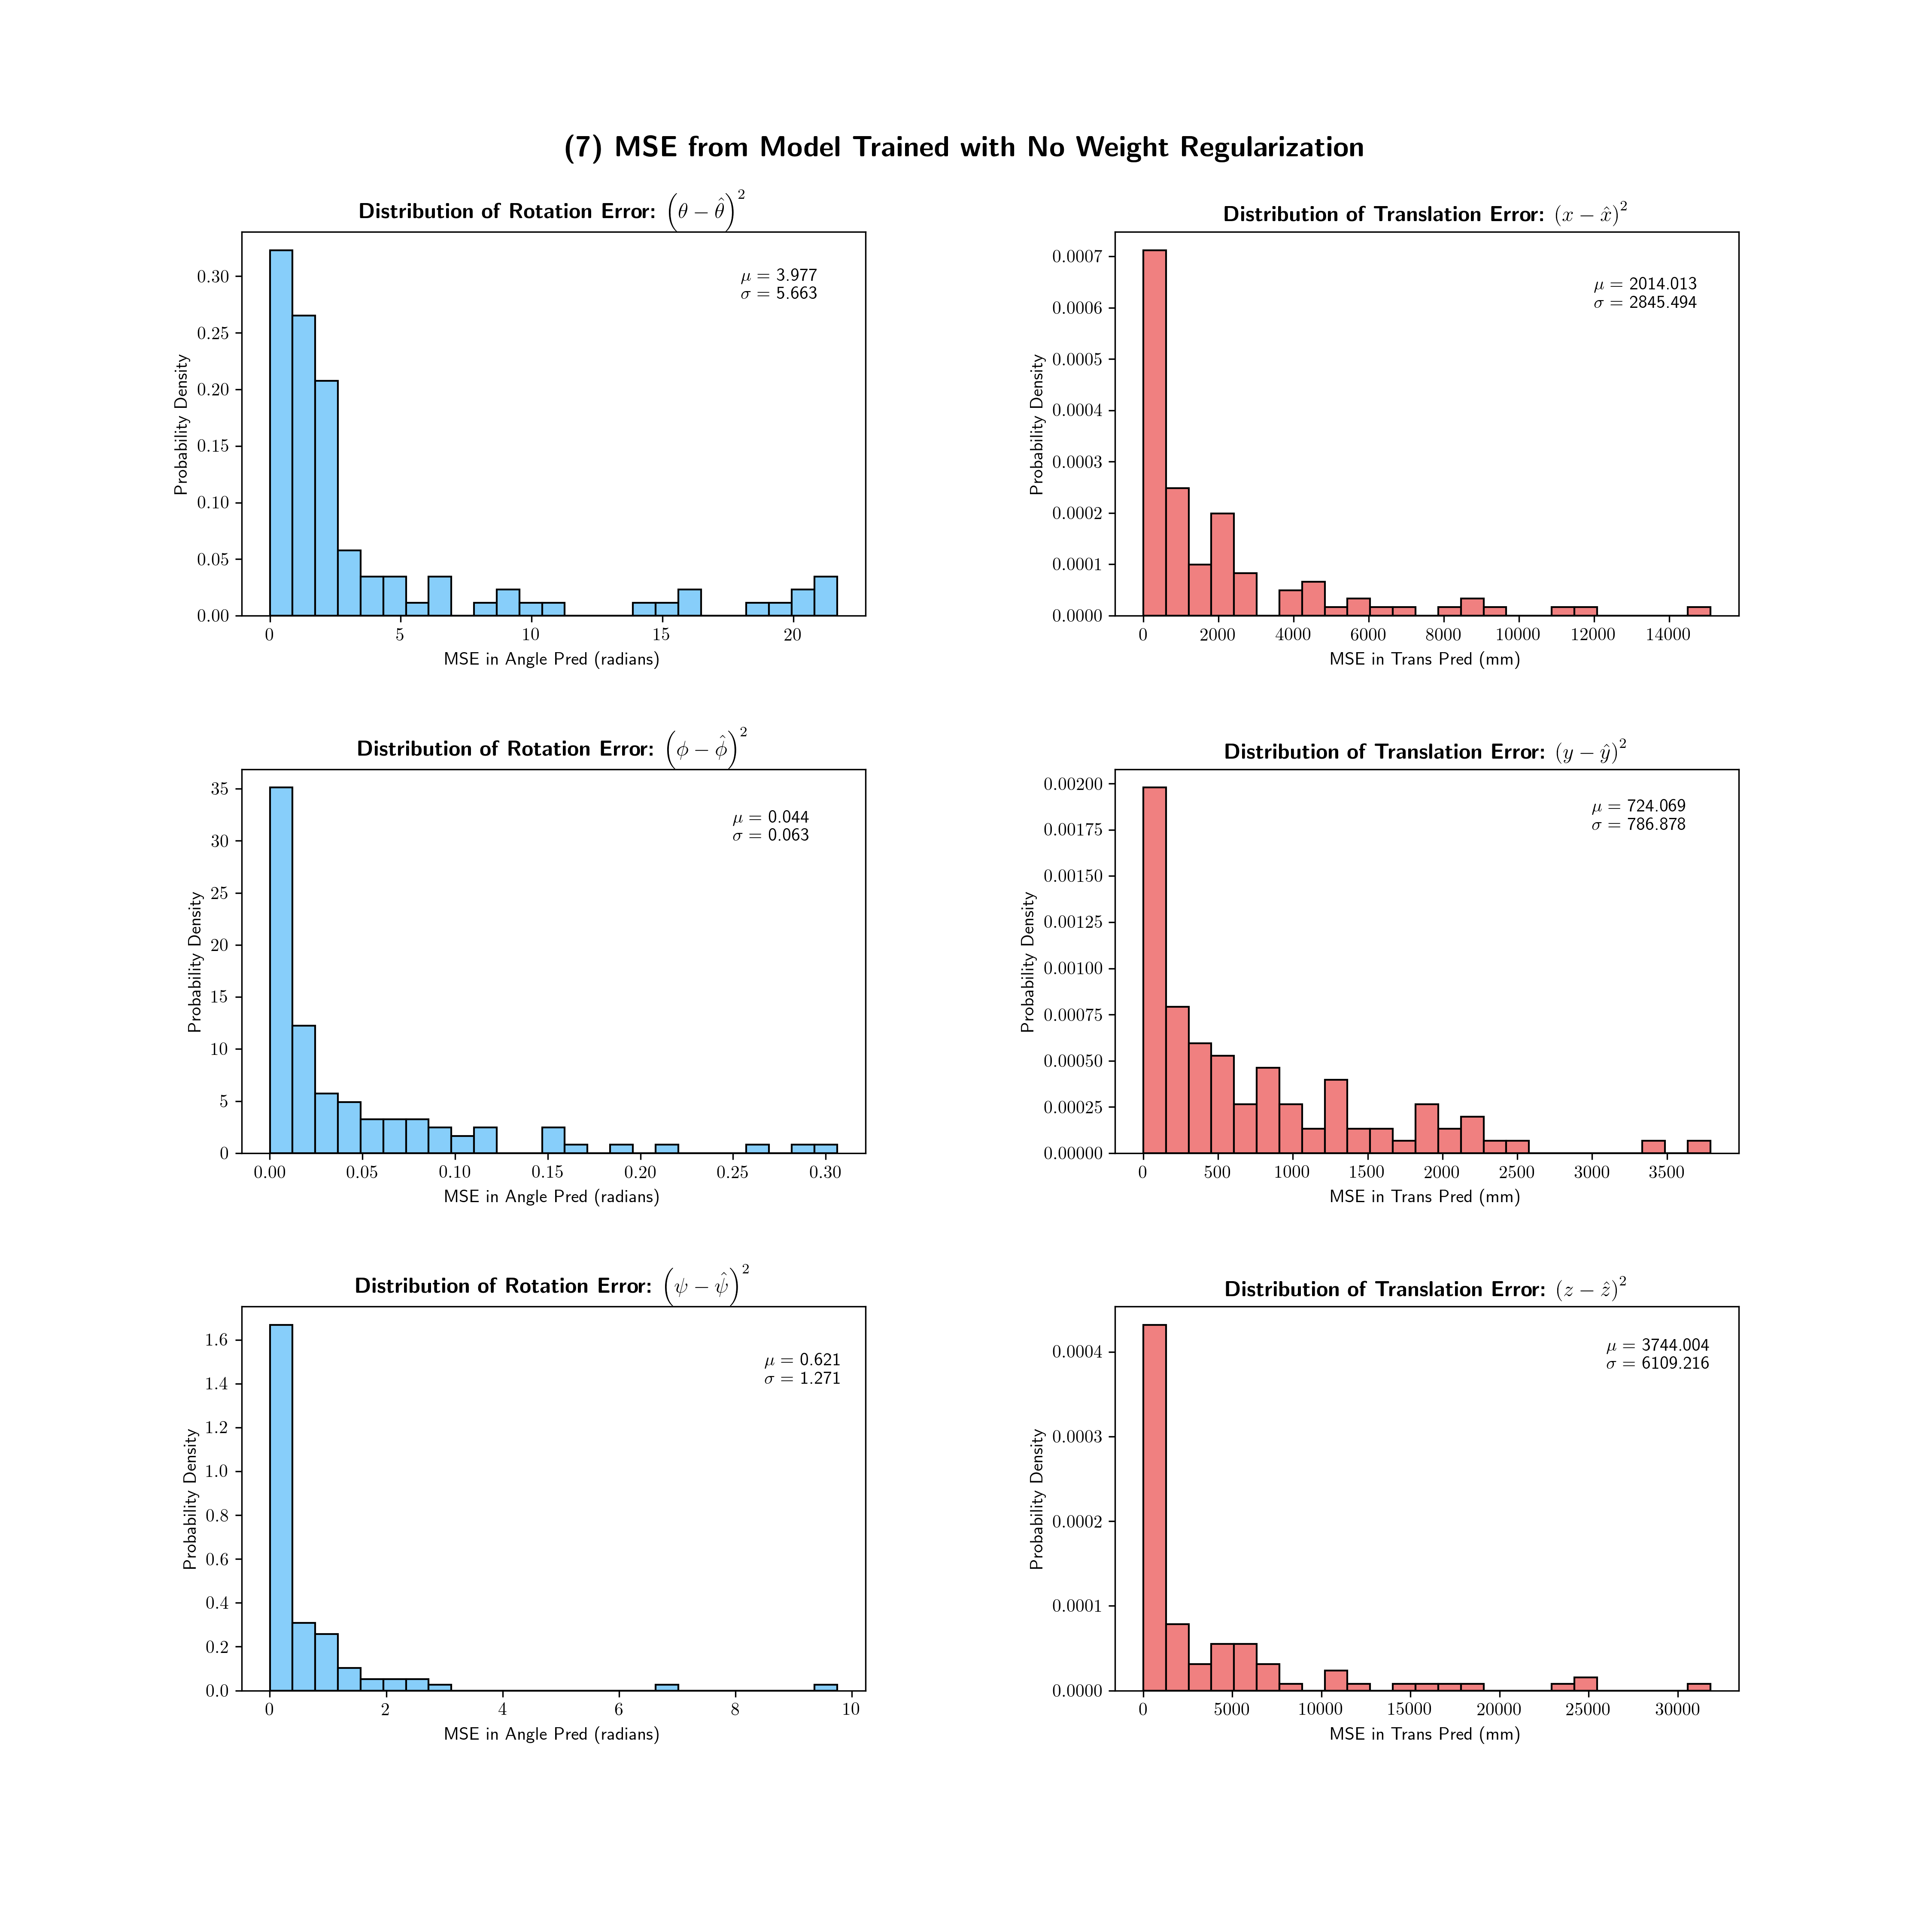 (7) MSE from Model Trained with No Weight Regularization
Distribution of Rotation Error: (θ − θ̂)²
μ = 3.977
σ = 5.663
Probability Density
0.30
0.25
0.20
0.15
0.10
0.05
0.00
0 5 10 15 20
MSE in Angle Pred (radians)
Distribution of Translation Error: (x − x̂)²
μ = 2014.013
σ = 2845.494
Probability Density
0.0007
0.0006
0.0005
0.0004
0.0003
0.0002
0.0001
0.0000
0 2000 4000 6000 8000 10000 12000 14000
MSE in Trans Pred (mm)
Distribution of Rotation Error: (ϕ − ϕ̂)²
μ = 0.044
σ = 0.063
Probability Density
35
30
25
20
15
10
5
0
0.00 0.05 0.10 0.15 0.20 0.25 0.30
MSE in Angle Pred (radians)
Distribution of Translation Error: (y − ŷ)²
μ = 724.069
σ = 786.878
Probability Density
0.00200
0.00175
0.00150
0.00125
0.00100
0.00075
0.00050
0.00025
0.00000
0 500 1000 1500 2000 2500 3000 3500
MSE in Trans Pred (mm)
Distribution of Rotation Error: (ψ − ψ̂)²
μ = 0.621
σ = 1.271
Probability Density
1.6
1.4
1.2
1.0
0.8
0.6
0.4
0.2
0.0
0 2 4 6 8 10
MSE in Angle Pred (radians)
Distribution of Translation Error: (z − ẑ)²
μ = 3744.004
σ = 6109.216
Probability Density
0.0004
0.0003
0.0002
0.0001
0.0000
0 5000 10000 15000 20000 25000 30000
MSE in Trans Pred (mm)